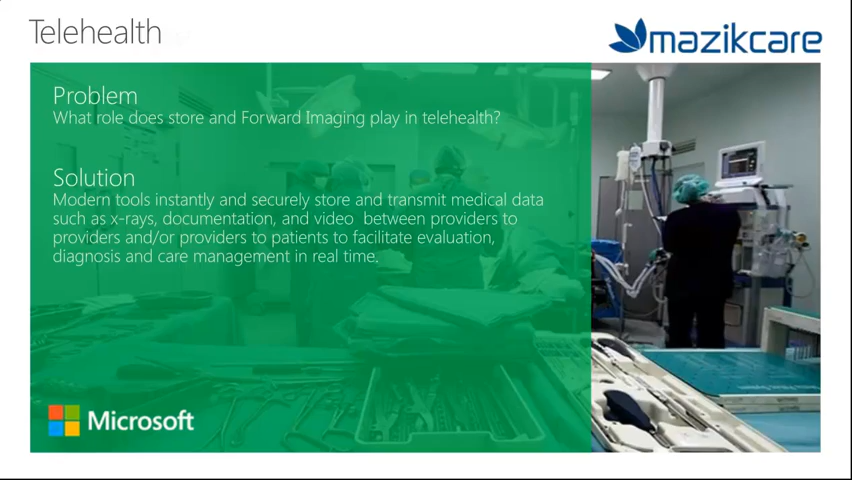 Telehealth
mazikcare
Problem
What role does store and Forward Imaging play in telehealth?
Solution
Modern tools instantly and securely store and transmit medical data
such as x-rays, documentation, and video between providers to
providers and/or providers to patients to facilitate evaluation,
diagnosis and care management in real time.
Microsoft